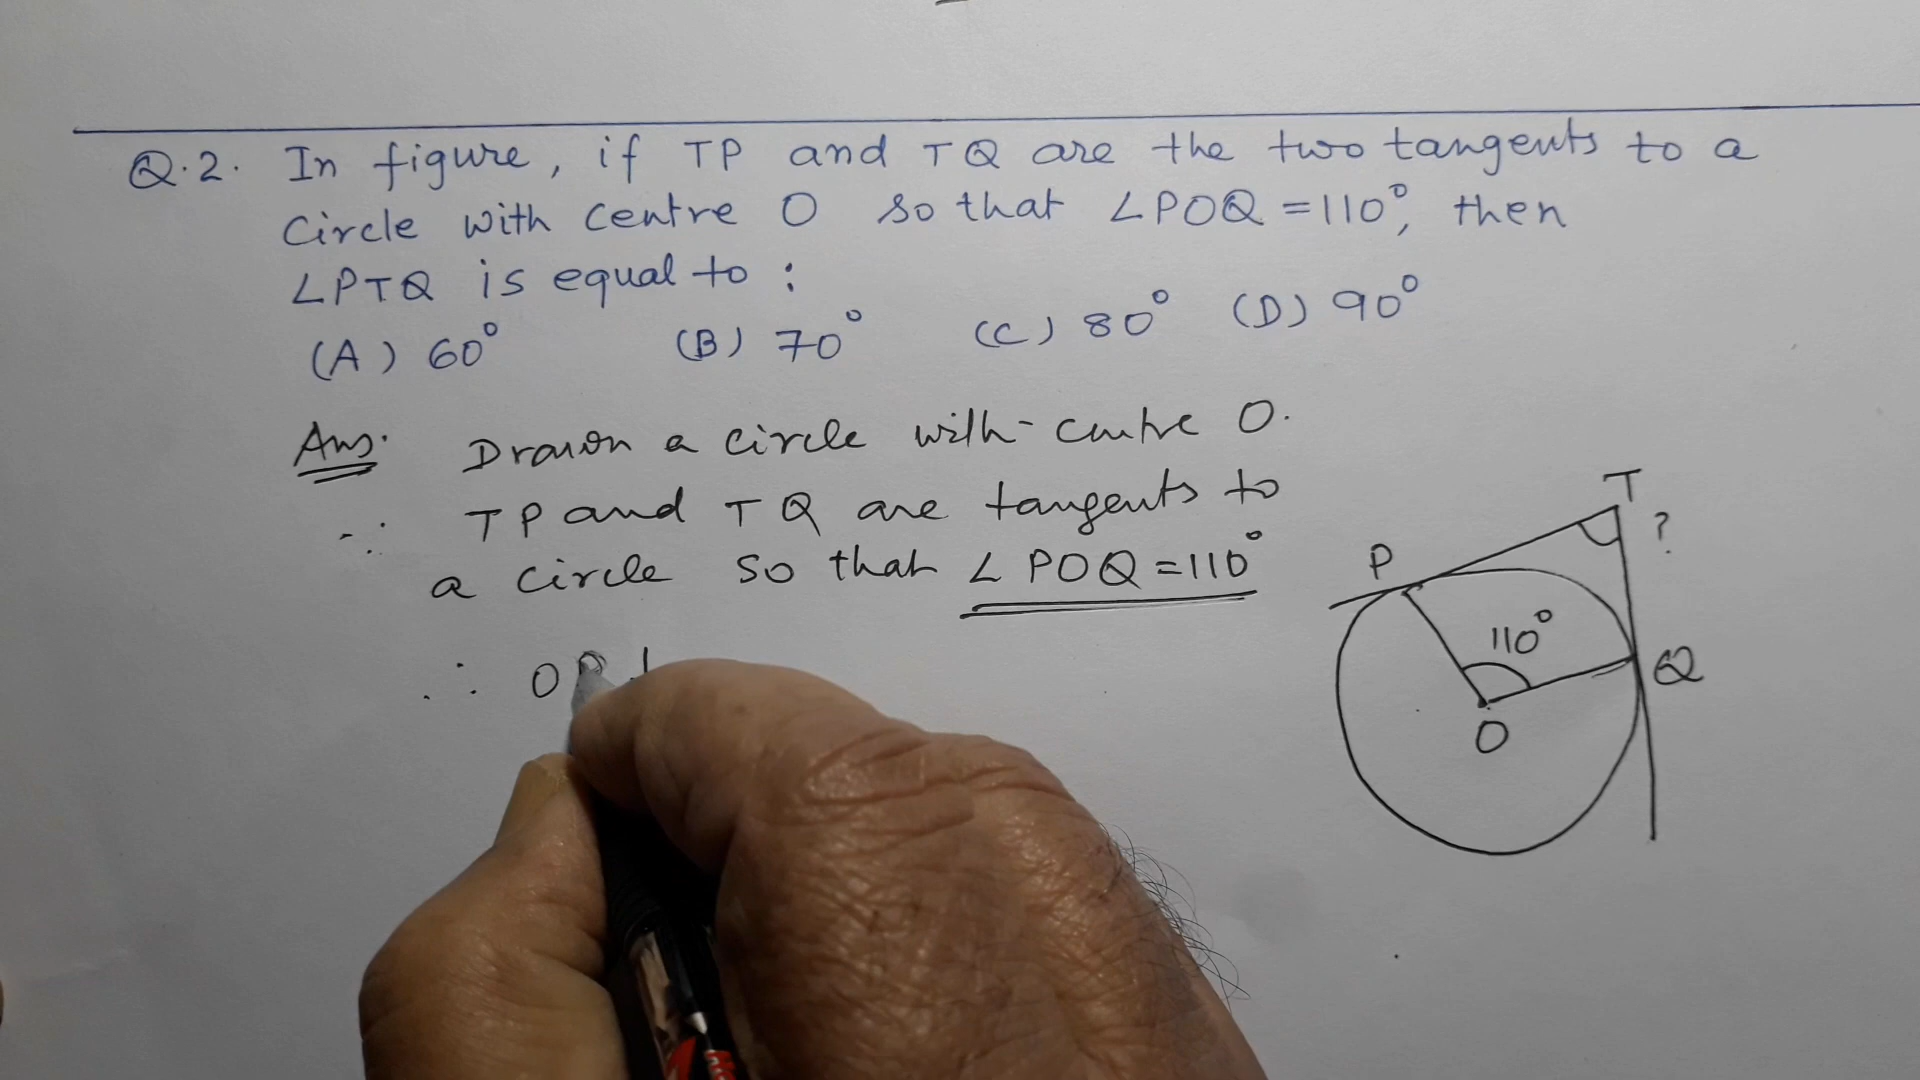 Q.2. In figure, if TP and TQ are the two tangents to a
Circle with Centre O so that ∠POQ = 110°, then
∠PTQ is equal to :
(A) 60° (B) 70° (C) 80° (D) 90°
Ans. Drawn a circle with centre O.
∵ TP and TQ are tangents to
a circle so that ∠POQ = 110°
∴ OP ⊥
T
?
P
110°
Q
O